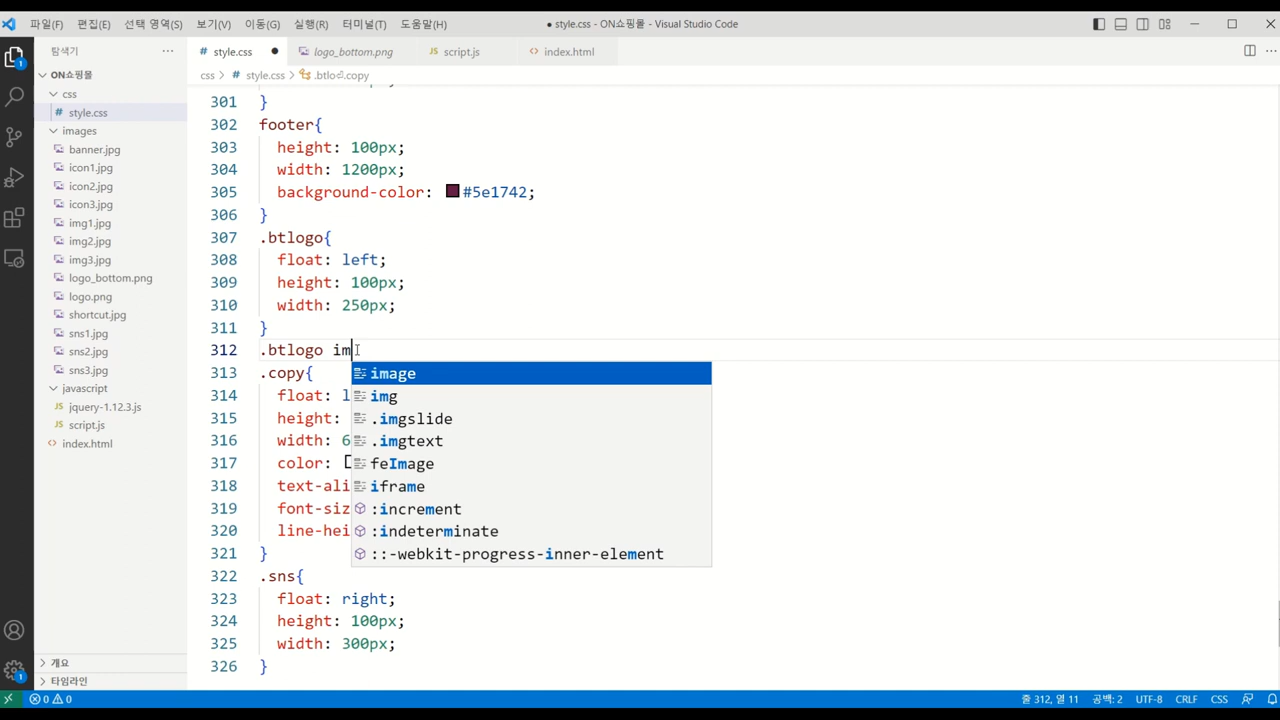 파일(F) 편집(E) 선택 영역(S) 보기(V) 이동(G) 실행(R) 터미널(T) 도움말(H) ● style.css - ON쇼핑몰 - Visual Studio Code
탐색기 ···
# style.css ● logo_bottom.png JS script.js <> index.html
ON쇼핑몰
css > # style.css > .btlo⏎.copy
css
# style.css
images
banner.jpg
icon1.jpg
icon2.jpg
icon3.jpg
img1.jpg
img2.jpg
img3.jpg
logo_bottom.png
logo.png
shortcut.jpg
sns1.jpg
sns2.jpg
sns3.jpg
javascript
JS jquery-1.12.3.js
JS script.js
<> index.html
개요
타임라인
301 }
302 footer{
303 height: 100px;
304 width: 1200px;
305 background-color: #5e1742;
306 }
307 .btlogo{
308 float: left;
309 height: 100px;
310 width: 250px;
311 }
312 .btlogo im
313 .copy{
314 float: l
315 height:
316 width: 6
317 color:
318 text-ali
319 font-siz
320 line-hei
321 }
322 .sns{
323 float: right;
324 height: 100px;
325 width: 300px;
326 }
image
img
.imgslide
.imgtext
feImage
iframe
:increment
:indeterminate
::-webkit-progress-inner-element
1
1
0 0 줄 312, 열 11 공백: 2 UTF-8 CRLF CSS